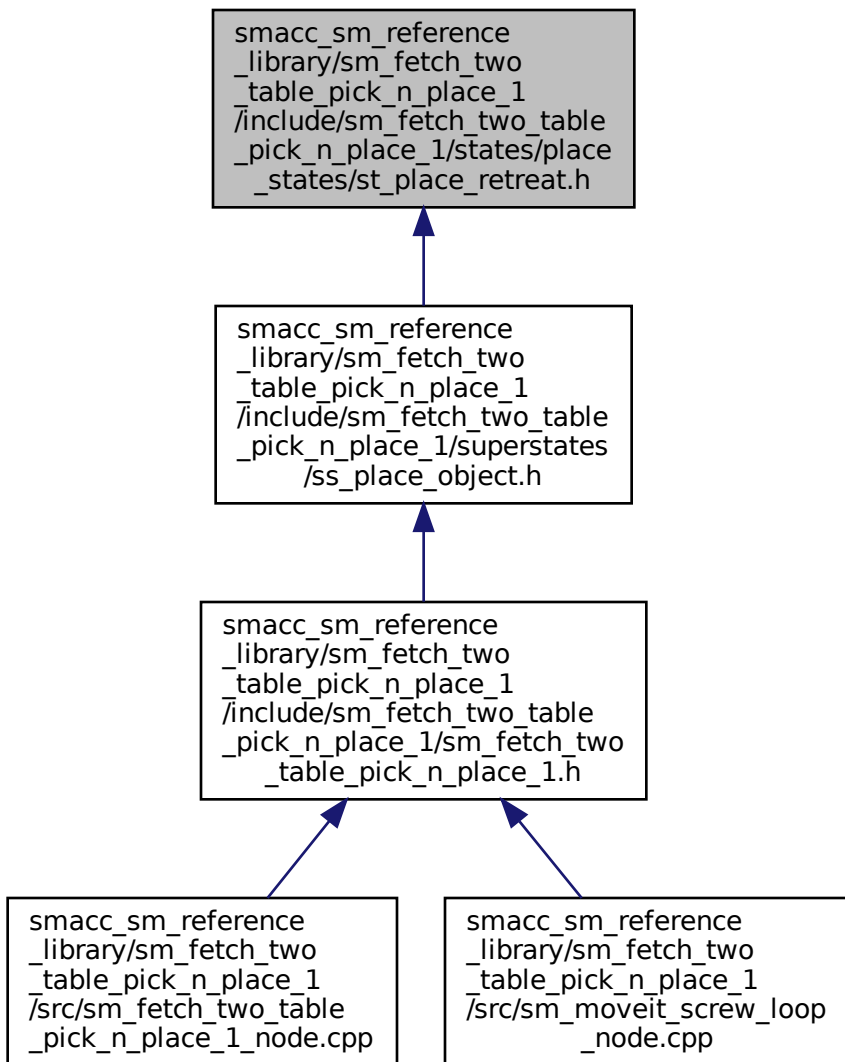 smacc_sm_reference
_library/sm_fetch_two
_table_pick_n_place_1
/include/sm_fetch_two_table
_pick_n_place_1/states/place
_states/st_place_retreat.h
smacc_sm_reference
_library/sm_fetch_two
_table_pick_n_place_1
/include/sm_fetch_two_table
_pick_n_place_1/superstates
/ss_place_object.h
smacc_sm_reference
_library/sm_fetch_two
_table_pick_n_place_1
/include/sm_fetch_two_table
_pick_n_place_1/sm_fetch_two
_table_pick_n_place_1.h
smacc_sm_reference
_library/sm_fetch_two
_table_pick_n_place_1
/src/sm_fetch_two_table
_pick_n_place_1_node.cpp
smacc_sm_reference
_library/sm_fetch_two
_table_pick_n_place_1
/src/sm_moveit_screw_loop
_node.cpp